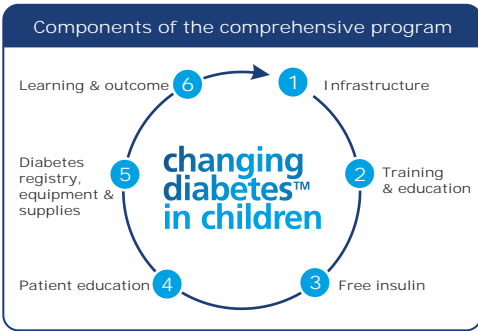 Components of the comprehensive program
1
Infrastructure
2
Training
& education
3
Free insulin
4
Patient education
5
Diabetes
registry,
equipment &
supplies
6
Learning & outcome
changing
diabetes™
in children